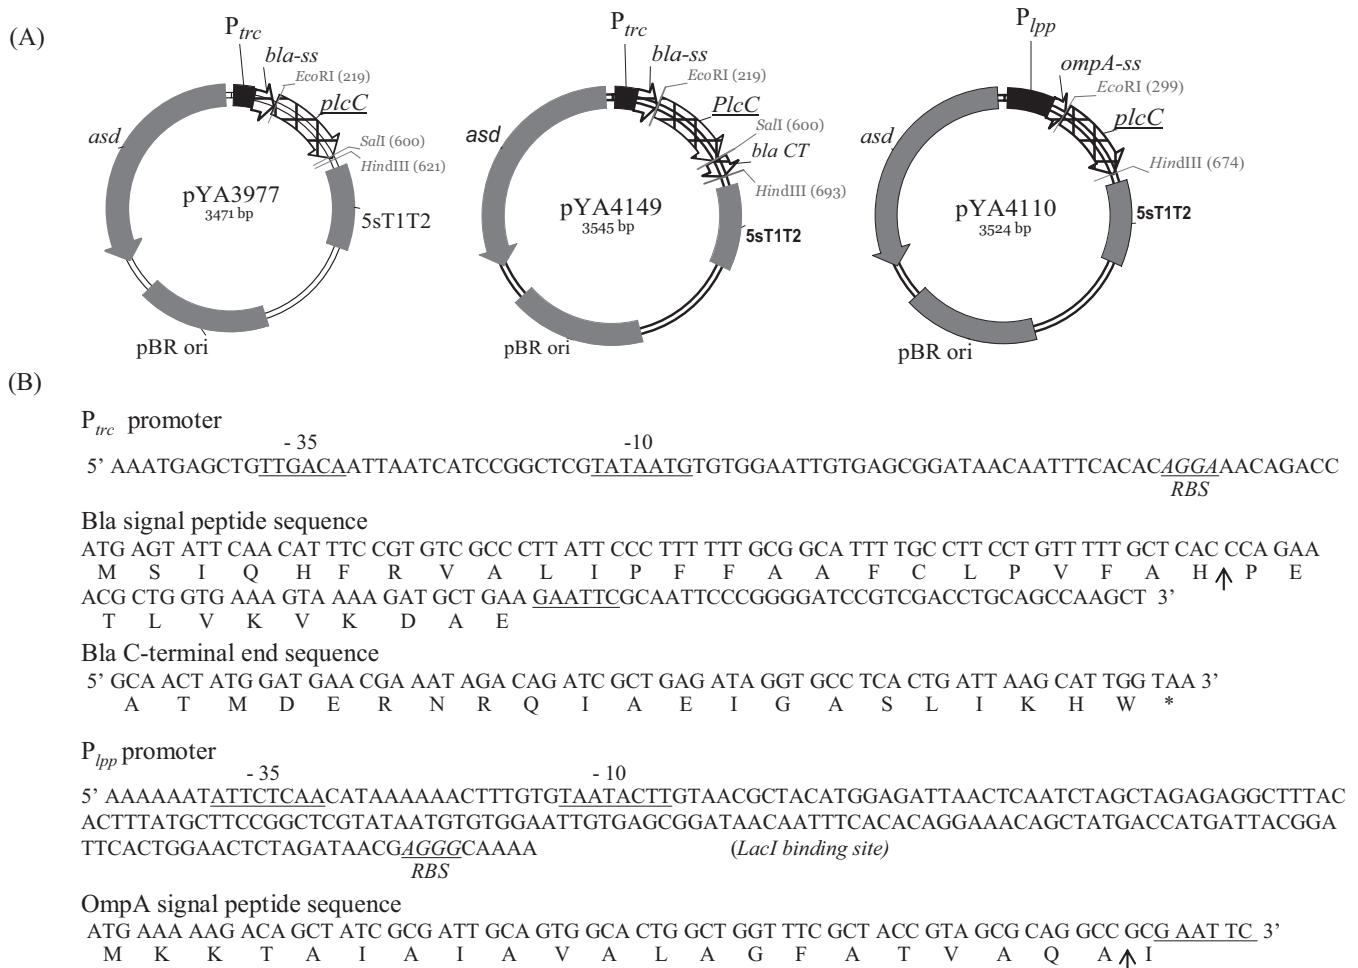 (A)
P trc
bla-ss
EcoRI (219)
plcC
SalI (600)
HindIII (621)
asd
pYA3977
3471 bp
5sT1T2
pBR ori
P trc
bla-ss
EcoRI (219)
PlcC
SalI (600)
bla CT
HindIII (693)
asd
pYA4149
3545 bp
5sT1T2
pBR ori
P lpp
ompA-ss
EcoRI (299)
plcC
HindIII (674)
asd
pYA4110
3524 bp
5sT1T2
pBR ori
(B)
P trc promoter
- 35 -10
5’ AAATGAGCTGTTGACAATTAATCATCCGGCTCGTATAATGTGTGGAATTGTGAGCGGATAACAATTTCACACAGGAAACAGACC
RBS
Bla signal peptide sequence
ATG AGT ATT CAA CAT TTC CGT GTC GCC CTT ATT CCC TTT TTT GCG GCA TTT TGC CTT CCT GTT TTT GCT CAC CCA GAA
M S I Q H F R V A L I P F F A A F C L P V F A H P E
ACG CTG GTG AAA GTA AAA GAT GCT GAA GAATTCGCAATTCCCGGGGATCCGTCGACCTGCAGCCAAGCT 3’
T L V K V K D A E
Bla C-terminal end sequence
5’ GCA ACT ATG GAT GAA CGA AAT AGA CAG ATC GCT GAG ATA GGT GCC TCA CTG ATT AAG CAT TGG TAA 3’
A T M D E R N R Q I A E I G A S L I K H W *
P lpp promoter
- 35 - 10
5’ AAAAAATATTCTCAACATAAAAAACTTTGTGTAATACTTGTAACGCTACATGGAGATTAACTCAATCTAGCTAGAGAGGCTTTAC
ACTTTATGCTTCCGGCTCGTATAATGTGTGGAATTGTGAGCGGATAACAATTTCACACAGGAAACAGCTATGACCATGATTACGGA
TTCACTGGAACTCTAGATAACGAGGGCAAAA (LacI binding site)
RBS
OmpA signal peptide sequence
ATG AAA AAG ACA GCT ATC GCG ATT GCA GTG GCA CTG GCT GGT TTC GCT ACC GTA GCG CAG GCC GCG AAT TC 3’
M K K T A I A I A V A L A G F A T V A Q A I